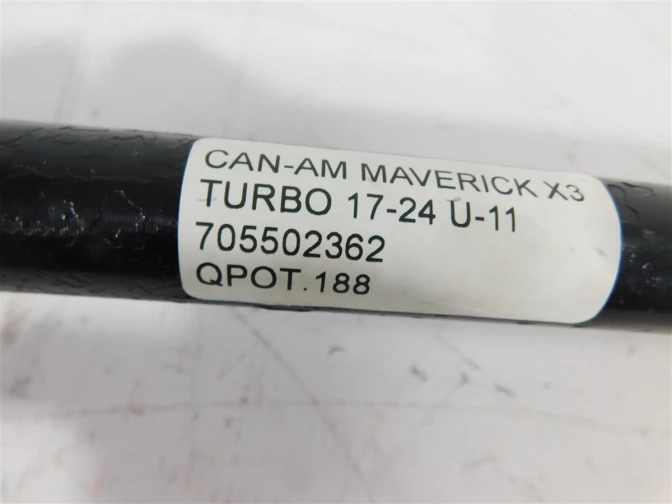 CAN-AM MAVERICK X3
TURBO 17-24 U-11
705502362
QPOT.188